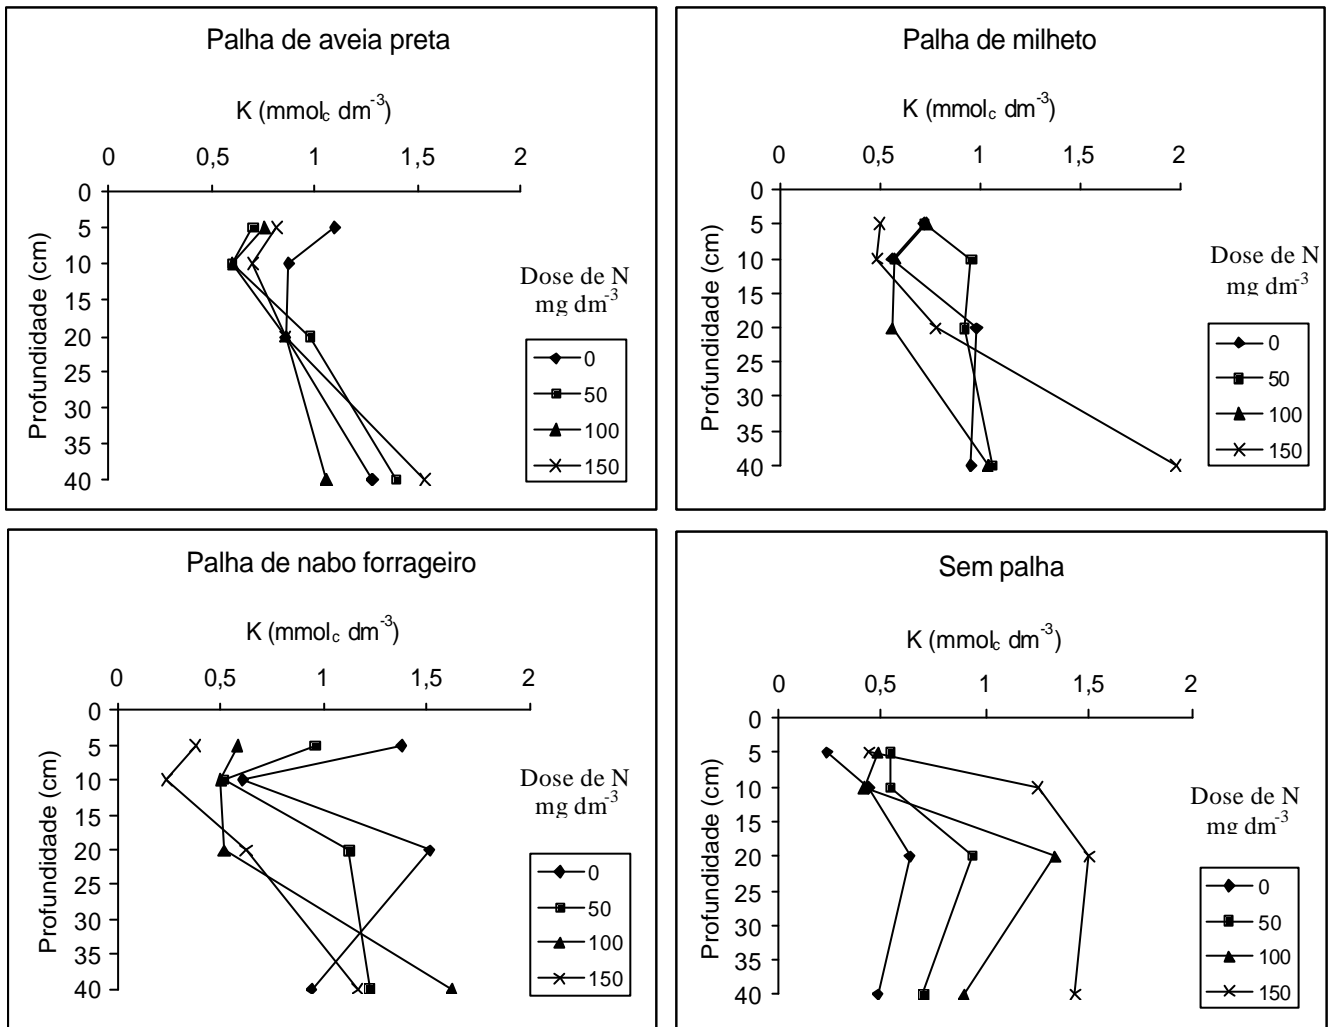 Palha de aveia preta
K (mmolc dm-3)
0 0,5 1 1,5 2
0
5
10
15
20
25
30
35
40
Profundidade (cm)
Dose de N
mg dm-3
0
50
100
150
Palha de milheto
K (mmolc dm-3)
0 0,5 1 1,5 2
0
5
10
15
20
25
30
35
40
Profundidade (cm)
Dose de N
mg dm-3
0
50
100
150
Palha de nabo forrageiro
K (mmolc dm-3)
0 0,5 1 1,5 2
0
5
10
15
20
25
30
35
40
Profundidade (cm)
Dose de N
mg dm-3
0
50
100
150
Sem palha
K (mmolc dm-3)
0 0,5 1 1,5 2
0
5
10
15
20
25
30
35
40
Profundidade (cm)
Dose de N
mg dm-3
0
50
100
150